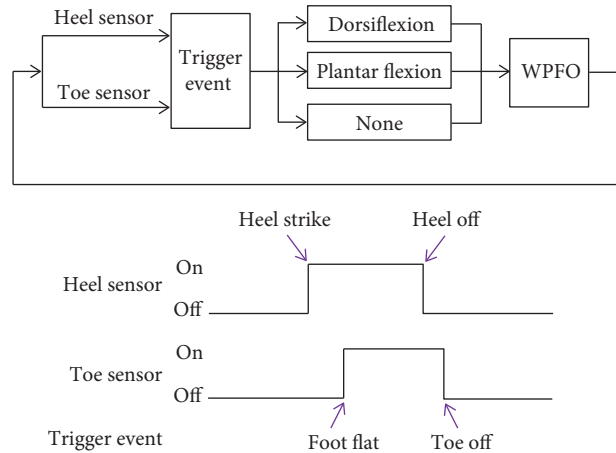 Heel sensor
Toe sensor
Trigger
event
Dorsiflexion
Plantar flexion
None
WPFO
Heel strike
Heel off
Heel sensor
On
Off
Toe sensor
On
Off
Trigger event
Foot flat
Toe off